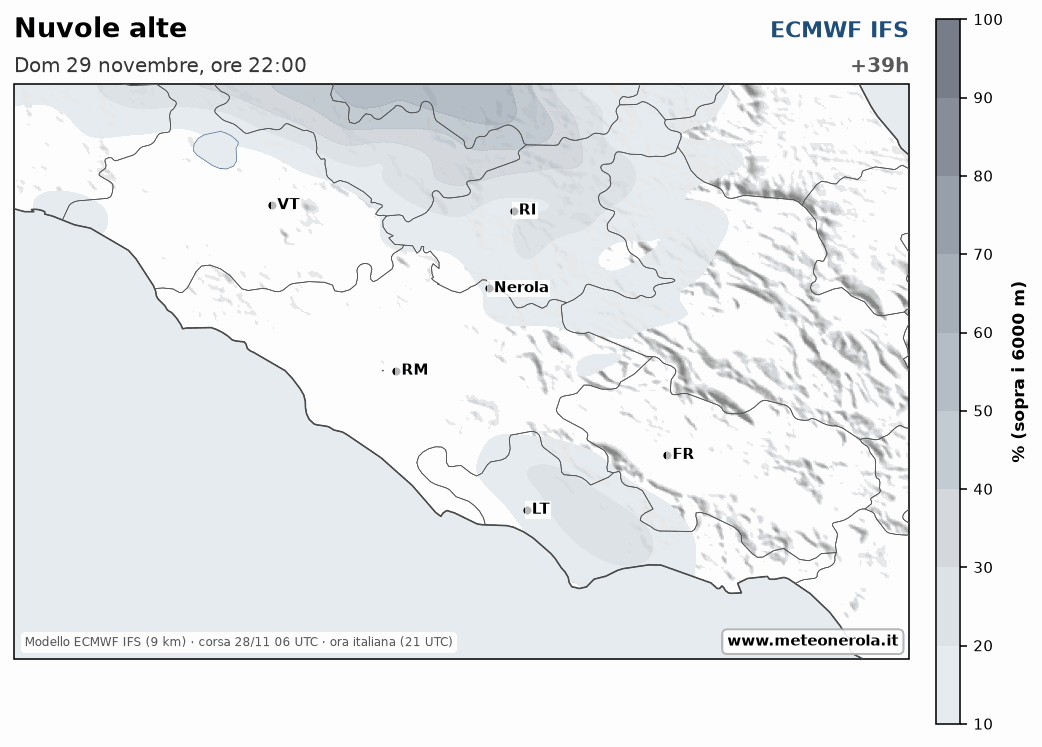 Nuvole alte
ECMWF IFS
Dom 29 novembre, ore 22:00
+39h
VT
RI
Nerola
RM
FR
LT
Modello ECMWF IFS (9 km) · corsa 28/11 06 UTC · ora italiana (21 UTC)
www.meteonerola.it
100
90
80
70
60
50
40
30
20
10
% (sopra i 6000 m)